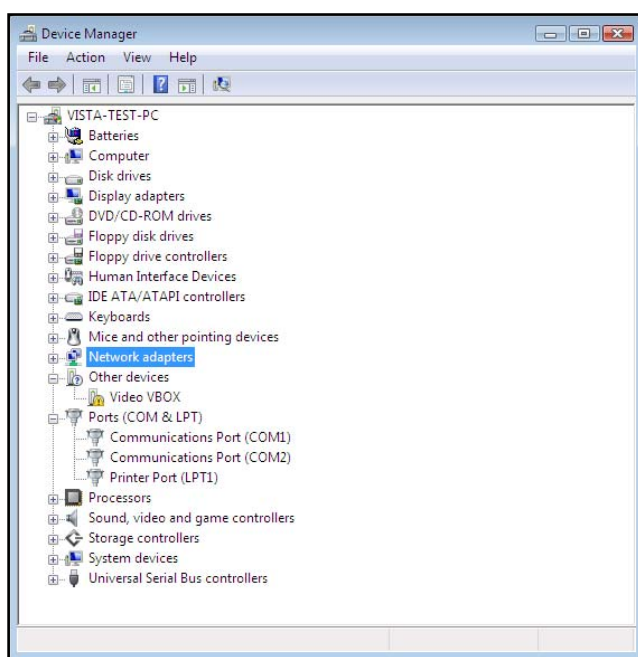 Device Manager
File Action View Help
VISTA-TEST-PC
Batteries
Computer
Disk drives
Display adapters
DVD/CD-ROM drives
Floppy disk drives
Floppy drive controllers
Human Interface Devices
IDE ATA/ATAPI controllers
Keyboards
Mice and other pointing devices
Network adapters
Other devices
Video VBOX
Ports (COM & LPT)
Communications Port (COM1)
Communications Port (COM2)
Printer Port (LPT1)
Processors
Sound, video and game controllers
Storage controllers
System devices
Universal Serial Bus controllers